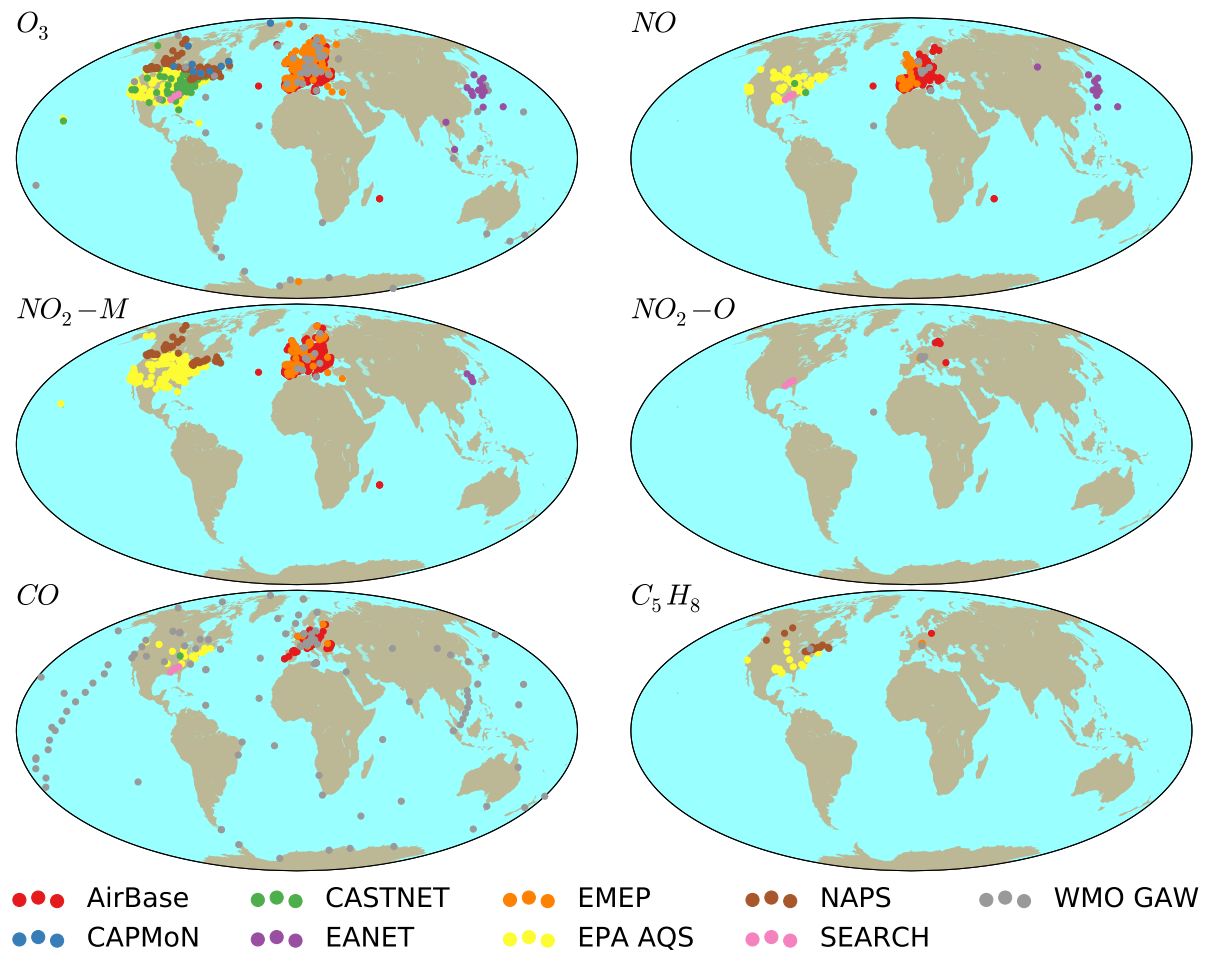 O₃
NO
NO₂−M
NO₂−O
CO
C₅H₈
AirBase CASTNET EMEP NAPS WMO GAW
CAPMoN EANET EPA AQS SEARCH